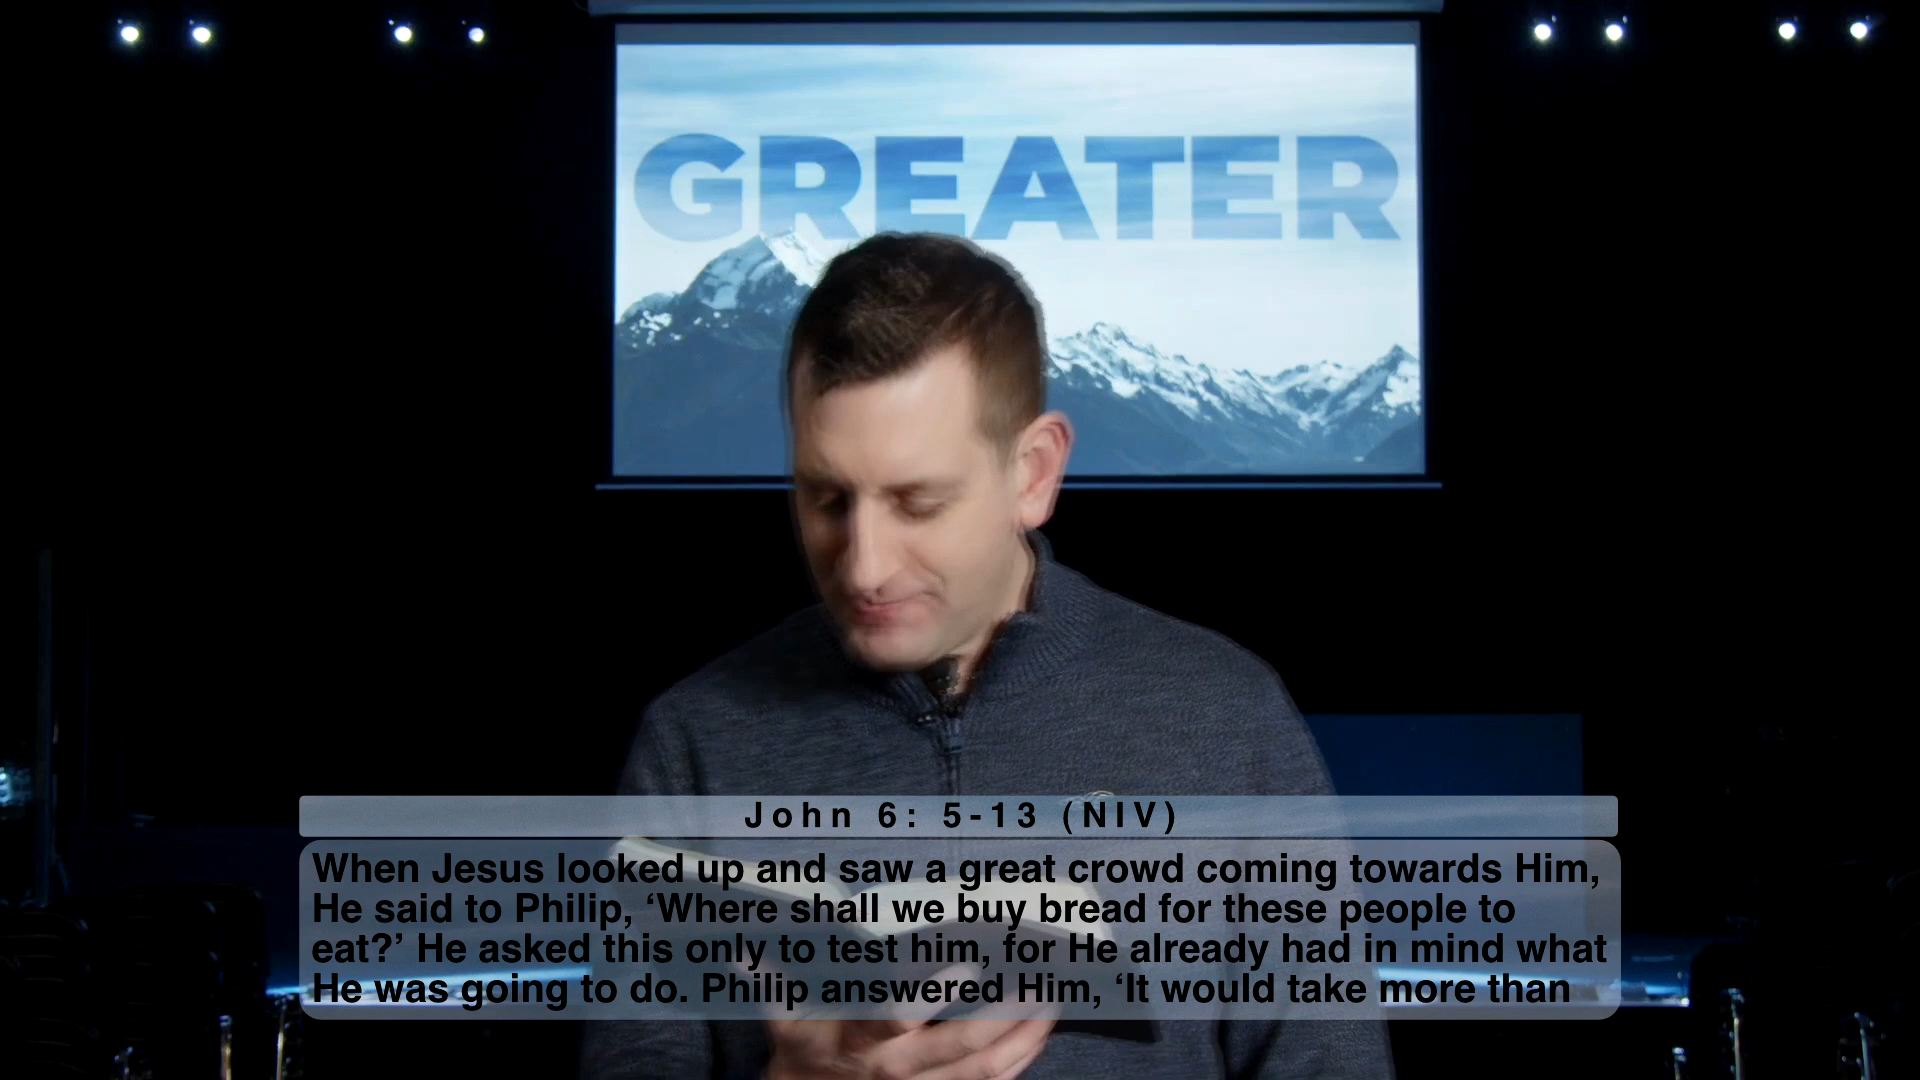 GREATER
John 6: 5-13 (NIV)
When Jesus looked up and saw a great crowd coming towards Him,
He said to Philip, ‘Where shall we buy bread for these people to
eat?’ He asked this only to test him, for He already had in mind what
He was going to do. Philip answered Him, ‘It would take more than